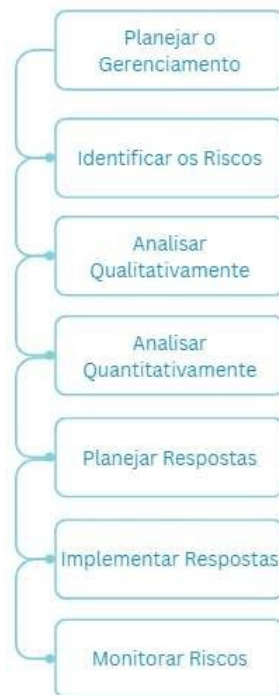 Planejar o
Gerenciamento
Identificar os Riscos
Analisar
Qualitativamente
Analisar
Quantitativamente
Planejar Respostas
Implementar Respostas
Monitorar Riscos